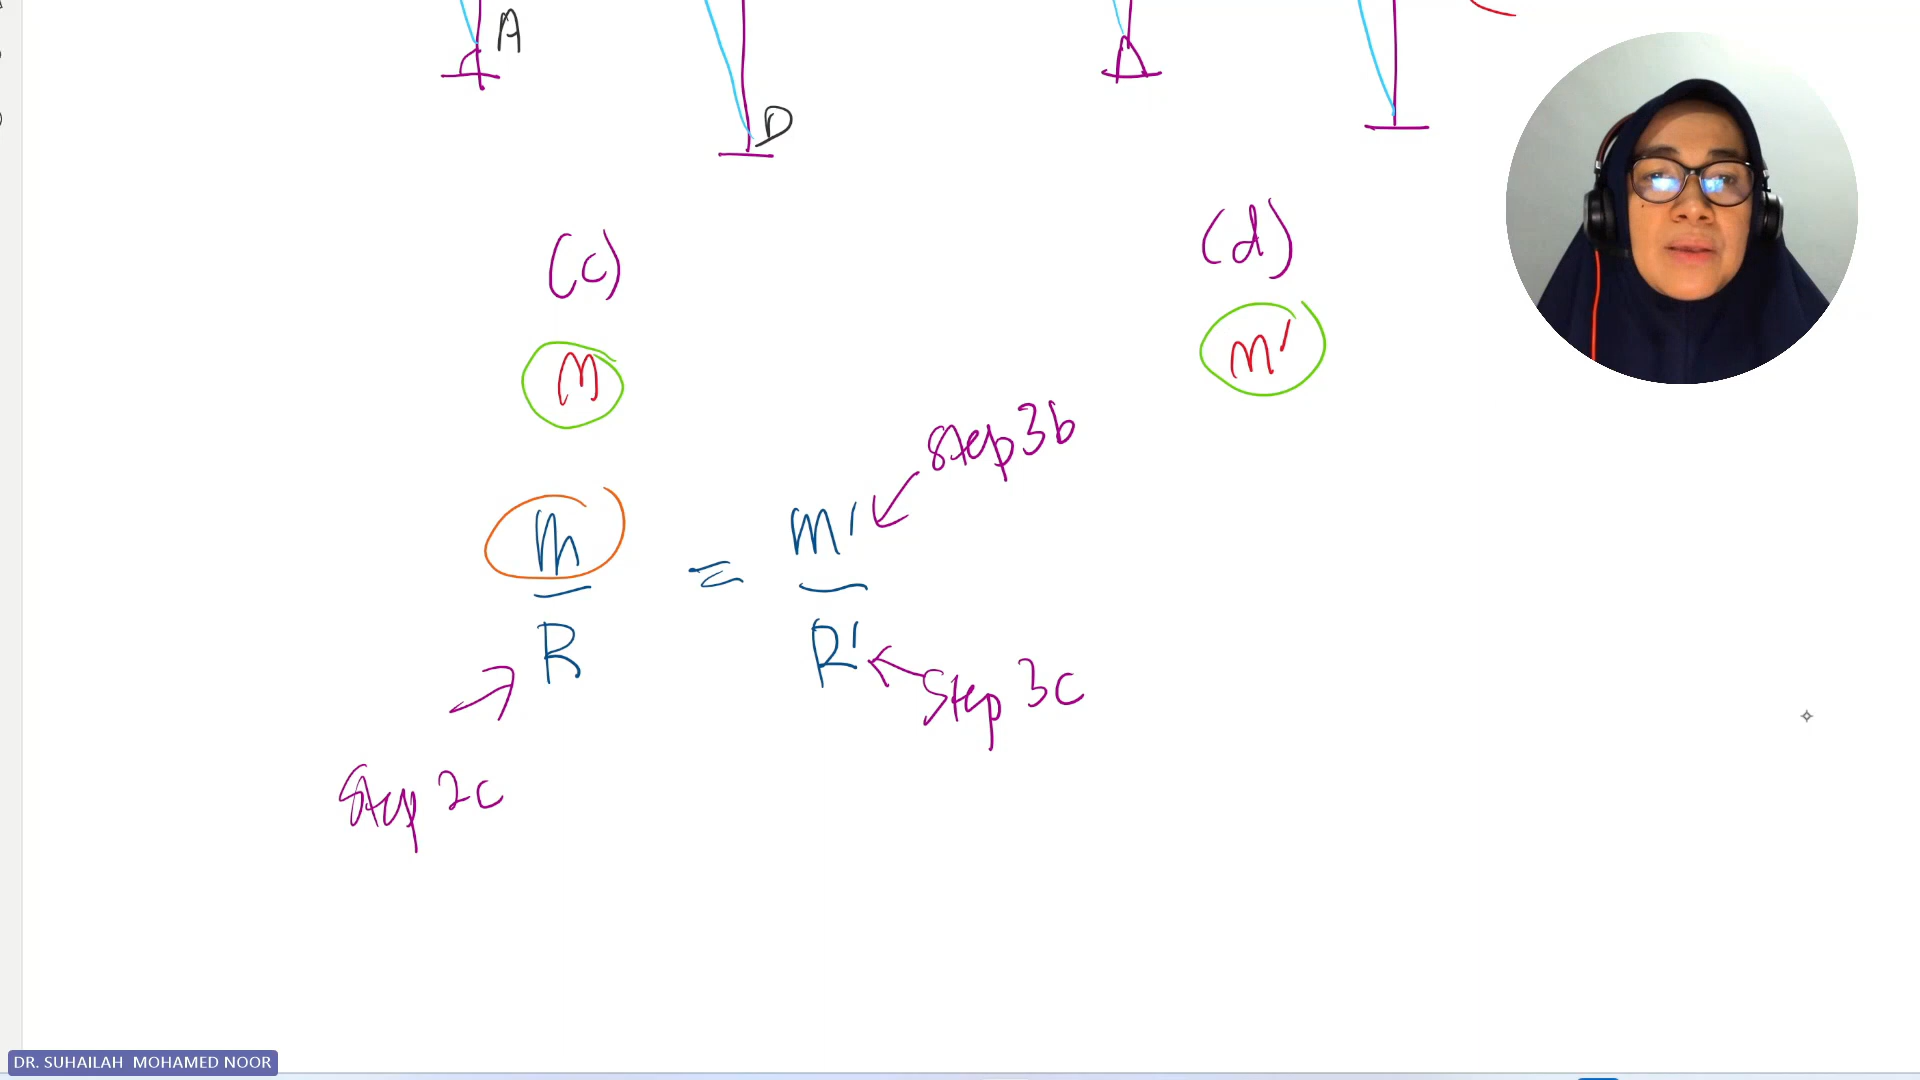 A
D
(c)
(d)
M
M'
Step 3b
M
=
M'
R
R'
Step 3c
Step 2c
DR. SUHAILAH MOHAMED NOOR